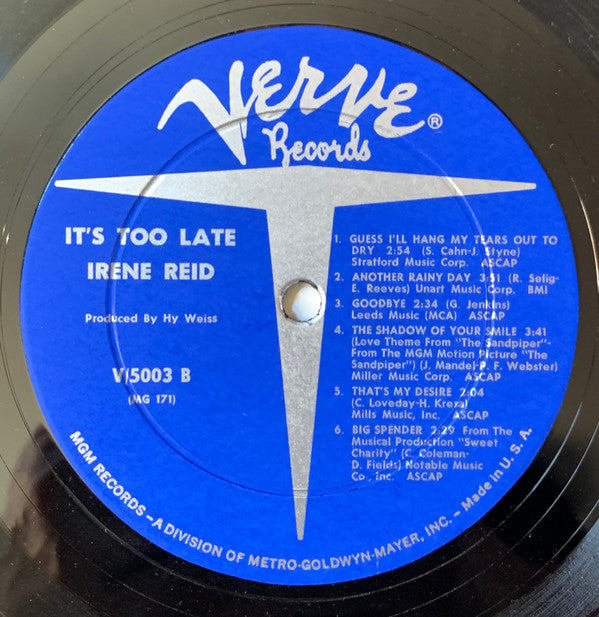 VERVE®
Records
IT'S TOO LATE
IRENE REID
Produced By Hy Weiss
V/5003 B
(MG 171)
1. GUESS I'LL HANG MY TEARS OUT TO
DRY 2:54 (S. Cahn-J. Styne)
Stratford Music Corp. ASCAP
2. ANOTHER RAINY DAY 3:51 (R. Selig-
E. Reeves) Unart Music Corp. BMI
3. GOODBYE 2:34 (G. Jenkins)
Leeds Music (MCA) ASCAP
4. THE SHADOW OF YOUR SMILE 3:41
(Love Theme From "The Sandpiper"-
From The MGM Motion Picture "The
Sandpiper") (J. Mandel-P. F. Webster)
Miller Music Corp. ASCAP
5. THAT'S MY DESIRE 2:04
(C. Loveday-H. Krexa)
Mills Music, Inc. ASCAP
6. BIG SPENDER 2:29 From The
Musical Production "Sweet
Charity" (C. Coleman-
D. Fields) Notable Music
Co., Inc. ASCAP
MGM RECORDS – A DIVISION OF METRO-GOLDWYN-MAYER, INC. – Made in U. S. A.